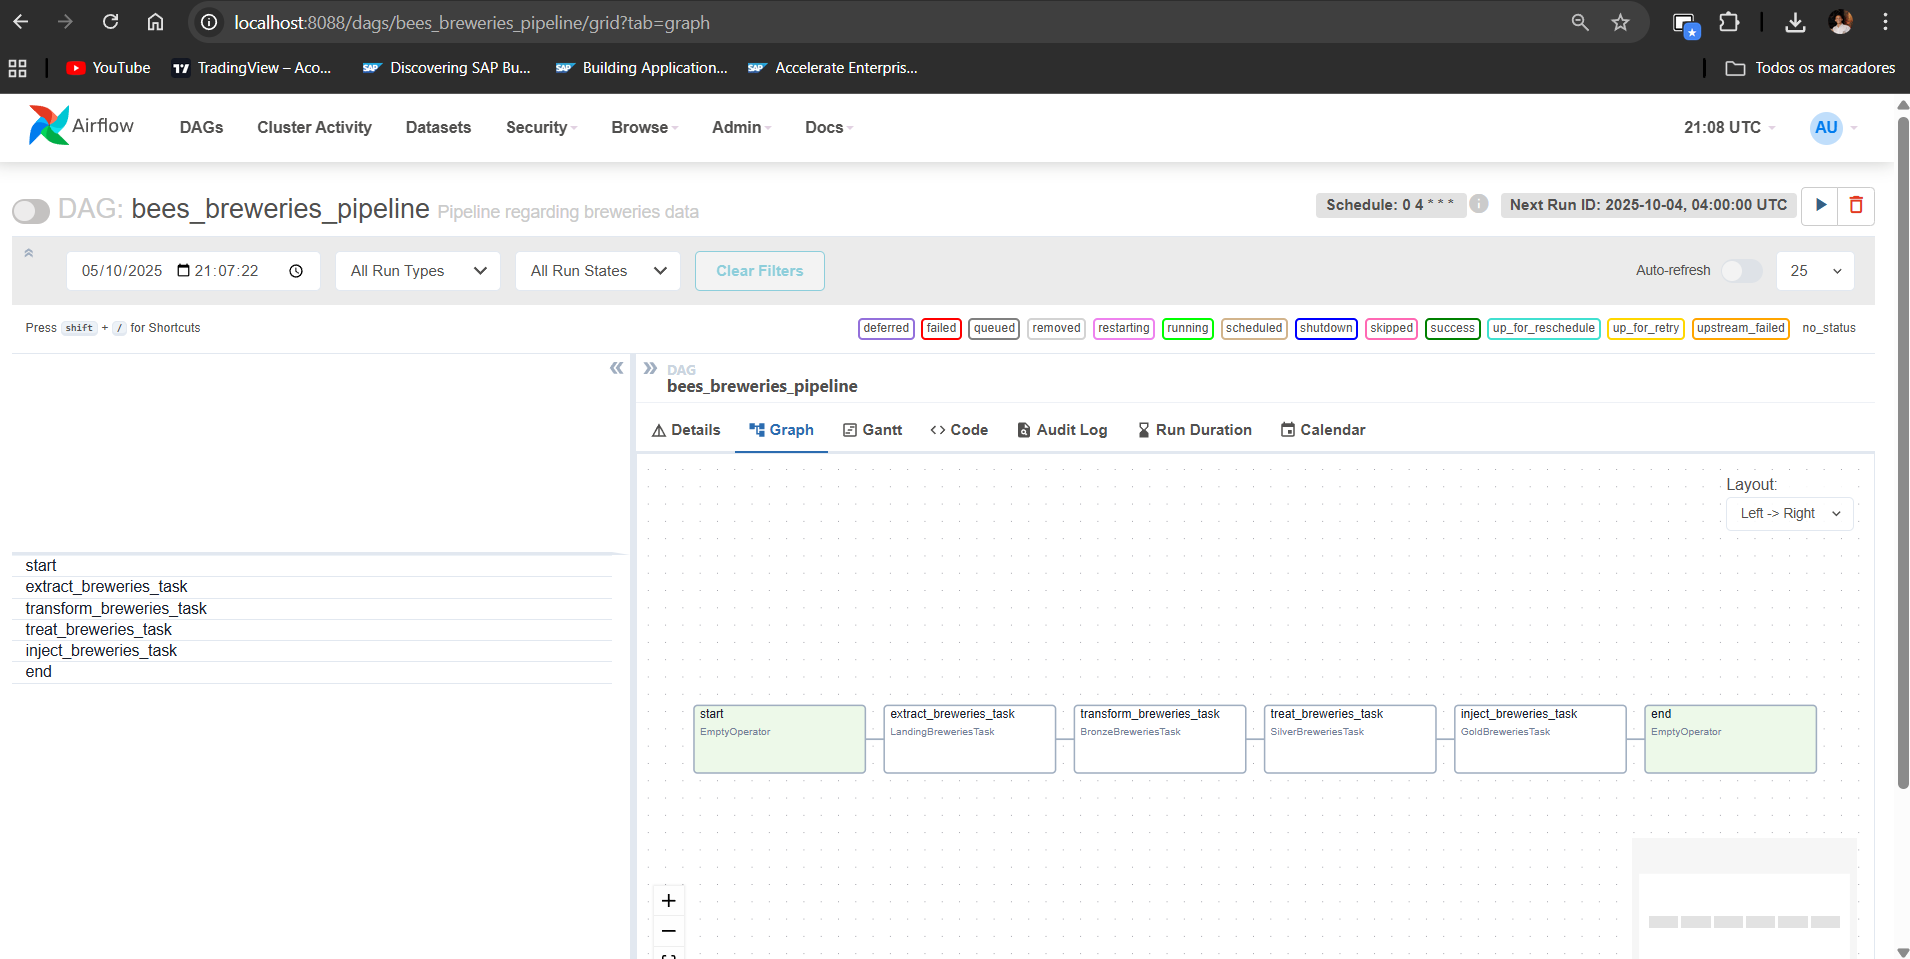 localhost:8088/dags/bees_breweries_pipeline/grid?tab=graph
YouTube
TradingView – Aco...
SAP
Discovering SAP Bu...
SAP
Building Application...
SAP
Accelerate Enterpris...
Todos os marcadores
Airflow
DAGs
Cluster Activity
Datasets
Security
Browse
Admin
Docs
21:08 UTC
AU
DAG: bees_breweries_pipeline Pipeline regarding breweries data
Schedule: 0 4 * * *
Next Run ID: 2025-10-04, 04:00:00 UTC
05/10/2025 21:07:22
All Run Types
All Run States
Clear Filters
Auto-refresh
25
Press shift + / for Shortcuts
deferred
failed
queued
removed
restarting
running
scheduled
shutdown
skipped
success
up_for_reschedule
up_for_retry
upstream_failed
no_status
DAG
bees_breweries_pipeline
Details
Graph
Gantt
Code
Audit Log
Run Duration
Calendar
Layout:
Left -> Right
start
extract_breweries_task
transform_breweries_task
treat_breweries_task
inject_breweries_task
end
start
EmptyOperator
extract_breweries_task
LandingBreweriesTask
transform_breweries_task
BronzeBreweriesTask
treat_breweries_task
SilverBreweriesTask
inject_breweries_task
GoldBreweriesTask
end
EmptyOperator